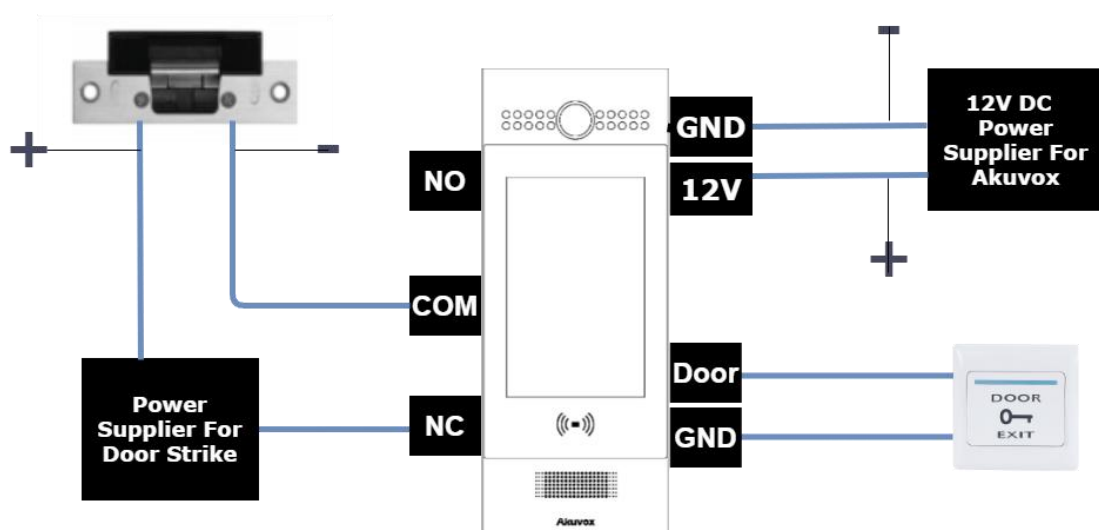 GND
12V DC
Power
Supplier For
Akuvox
NO
12V
COM
Door
DOOR
EXIT
Power
Supplier For
Door Strike
NC
GND
Akuvox